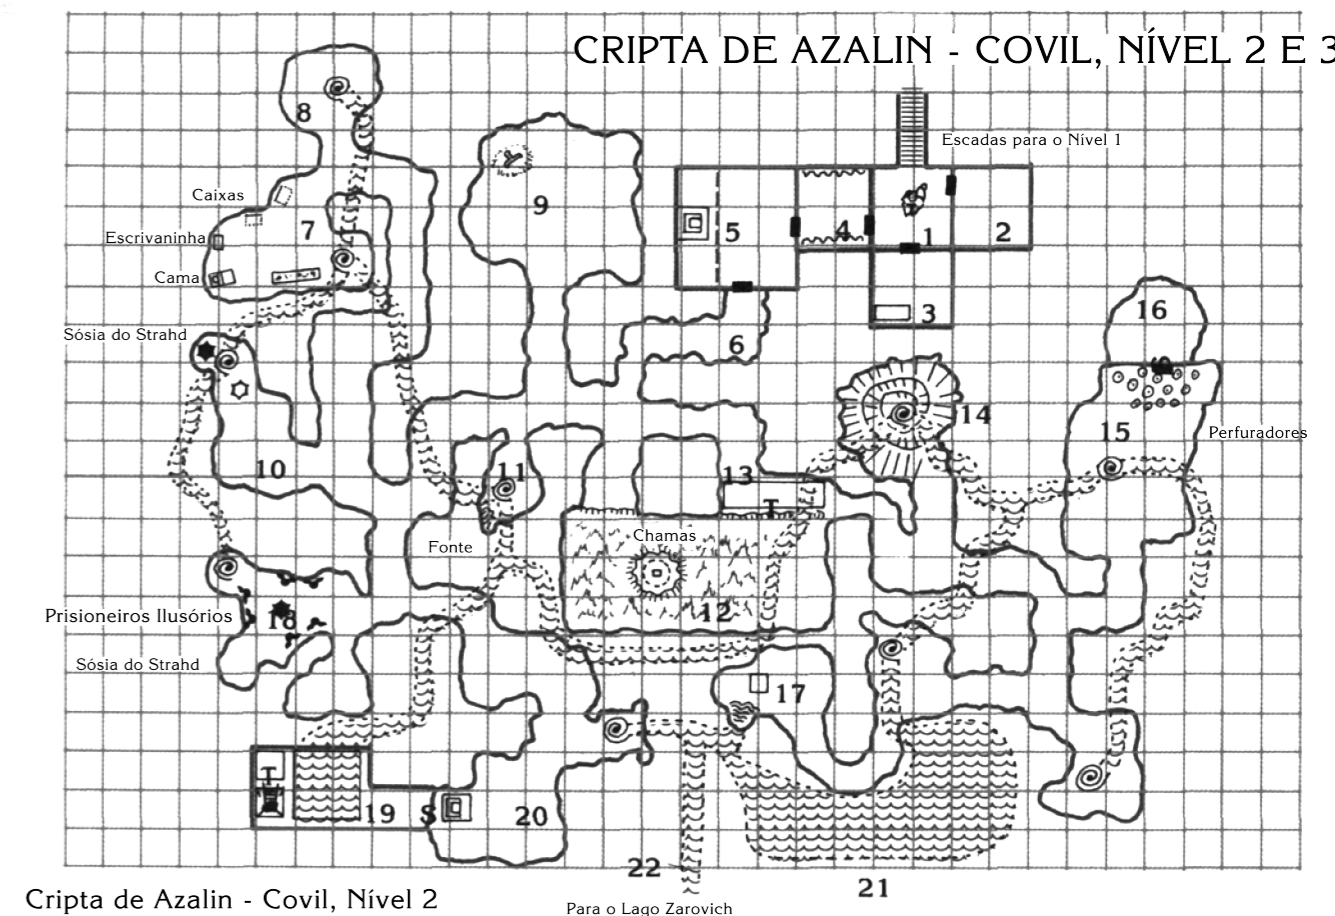 CRIPTA DE AZALIN - COVIL, NÍVEL 2 E 3
Escadas para o Nível 1
8
Caixas
9
Escrivaninha
7
5
4
1
2
Cama
3
16
Sósia do Strahd
6
14
15
Perfuradores
10
11
13
T
Fonte
Chamas
12
Prisioneiros Ilusórios
18
Sósia do Strahd
17
T
19
S
20
22
21
Cripta de Azalin - Covil, Nível 2
Para o Lago Zarovich